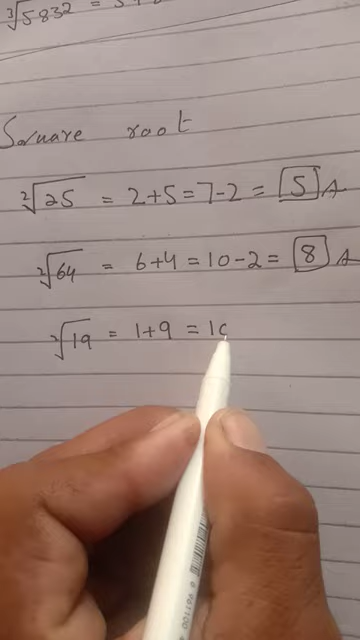 ∛5832 =
Square root
²√25 = 2+5=7-2 = 5 A
²√64 = 6+4=10-2= 8 A
²√19 = 1+9 = 10